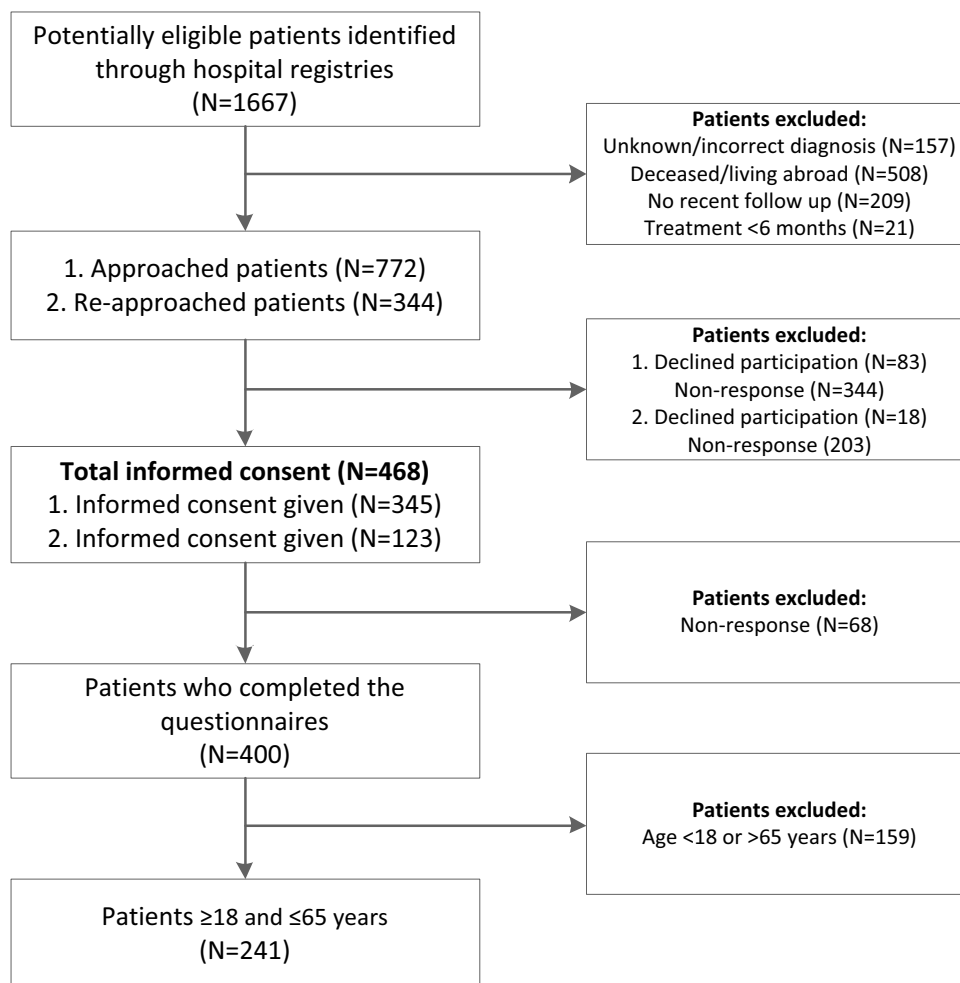 Potentially eligible patients identified
through hospital registries
(N=1667)
Patients excluded:
Unknown/incorrect diagnosis (N=157)
Deceased/living abroad (N=508)
No recent follow up (N=209)
Treatment <6 months (N=21)
1. Approached patients (N=772)
2. Re-approached patients (N=344)
Patients excluded:
1. Declined participation (N=83)
Non-response (N=344)
2. Declined participation (N=18)
Non-response (203)
Total informed consent (N=468)
1. Informed consent given (N=345)
2. Informed consent given (N=123)
Patients excluded:
Non-response (N=68)
Patients who completed the
questionnaires
(N=400)
Patients excluded:
Age <18 or >65 years (N=159)
Patients ≥18 and ≤65 years
(N=241)